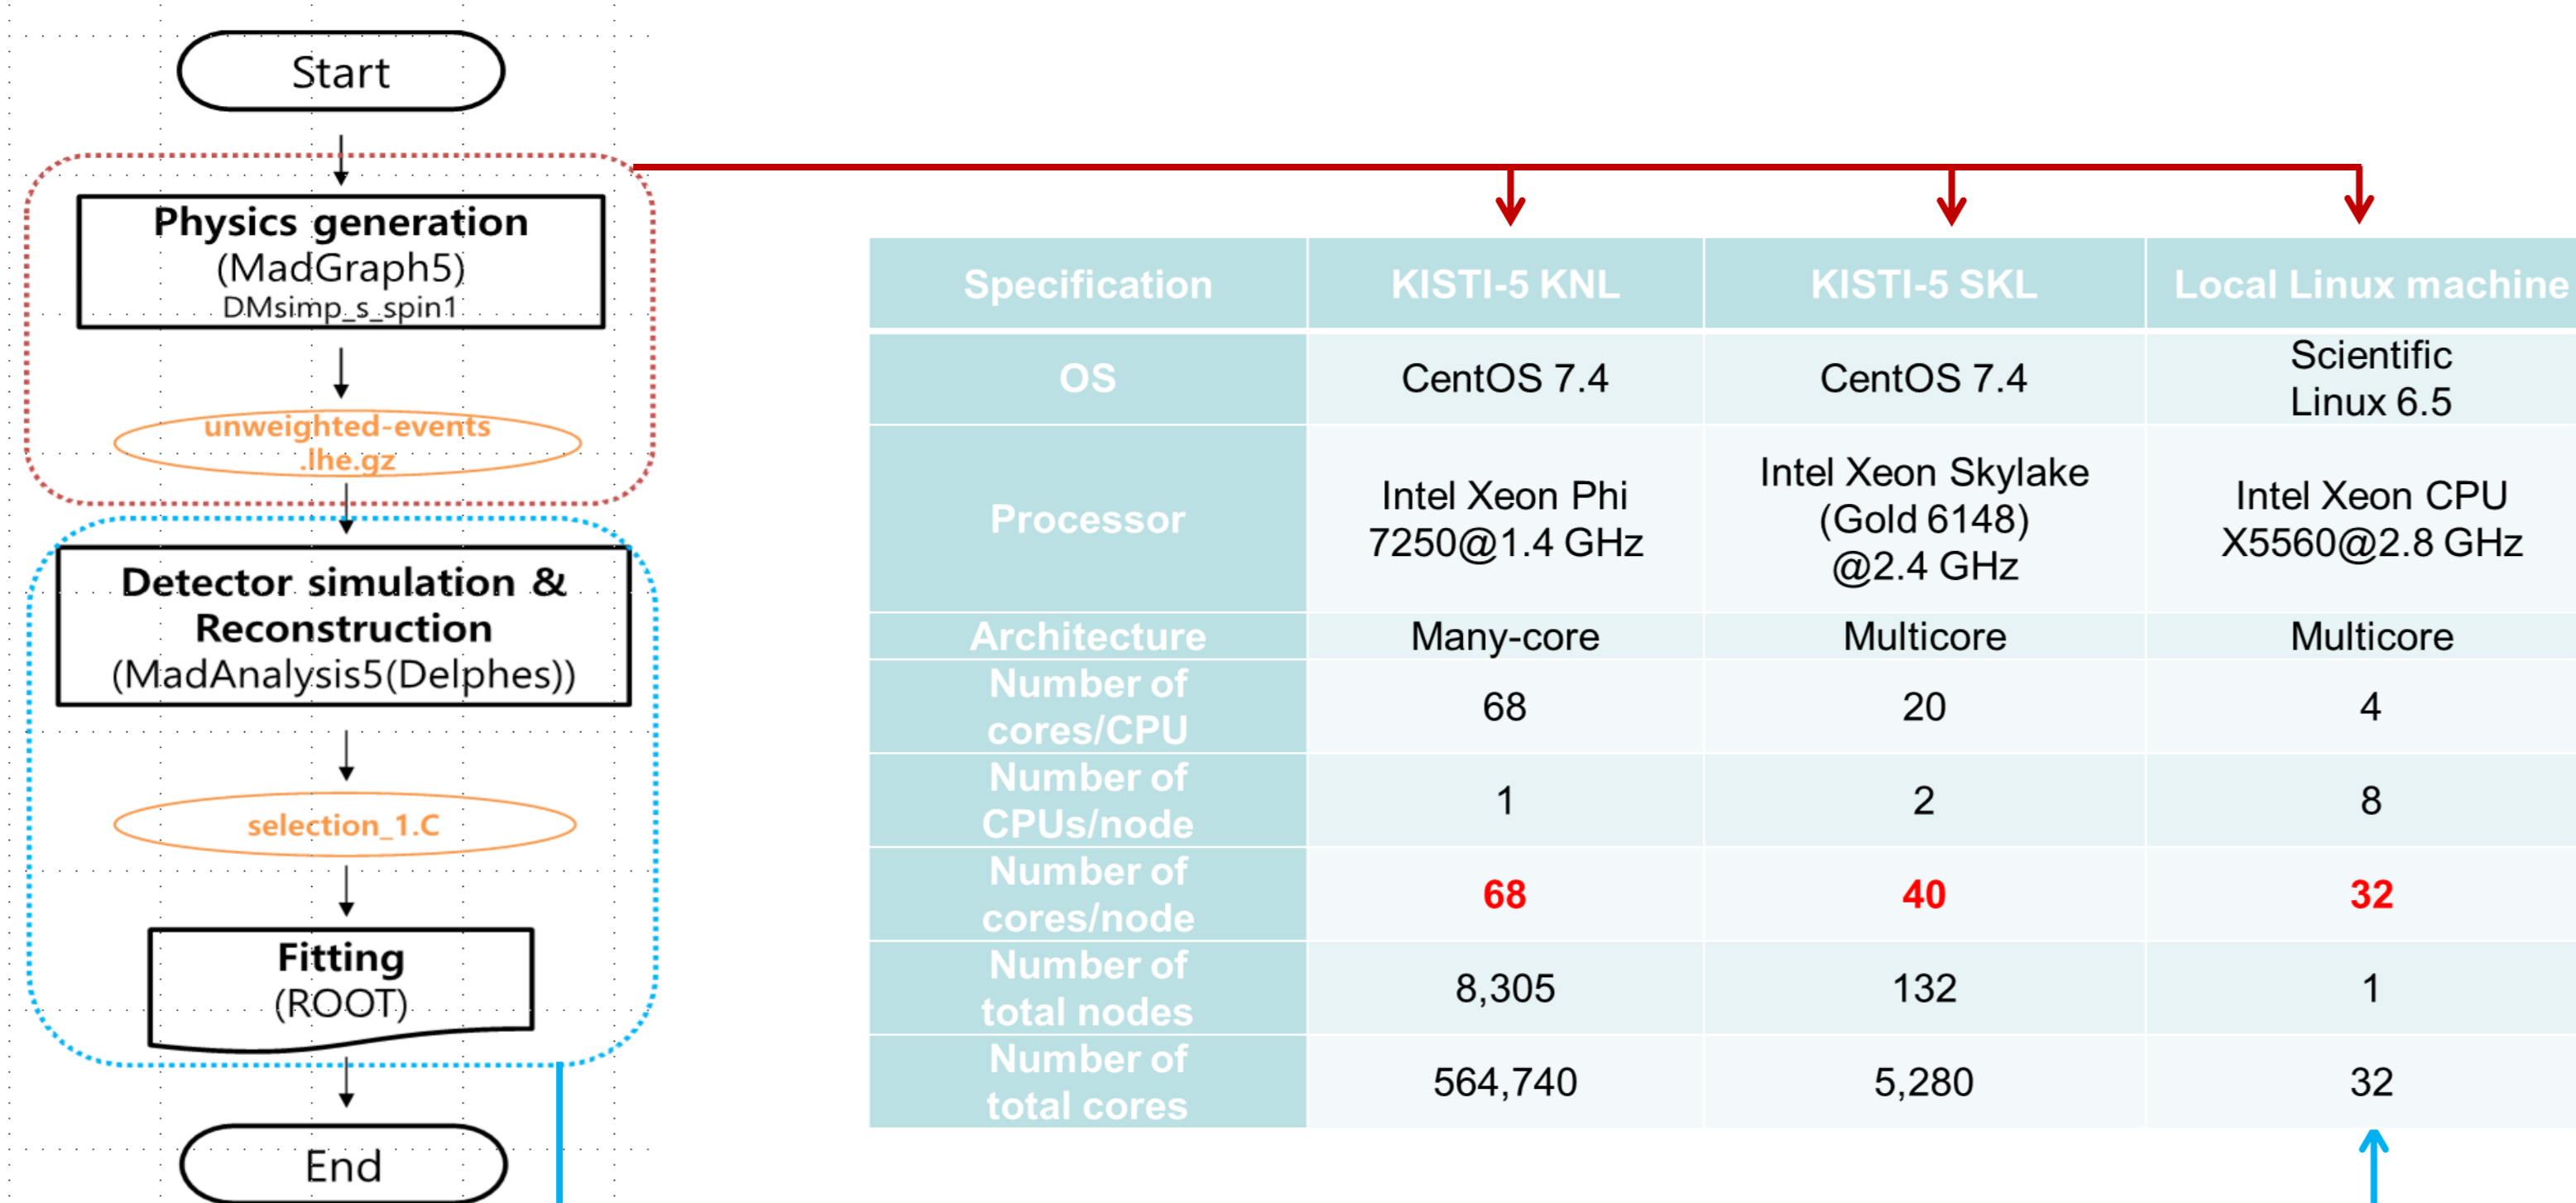 Start
Physics generation
(MadGraph5)
DMsimp_s_spin1
unweighted-events
.lhe.gz
Detector simulation &
Reconstruction
(MadAnalysis5(Delphes))
selection_1.C
Fitting
(ROOT)
End
Specification
KISTI-5 KNL
KISTI-5 SKL
Local Linux machine
OS
CentOS 7.4
CentOS 7.4
Scientific
Linux 6.5
Processor
Intel Xeon Phi
7250@1.4 GHz
Intel Xeon Skylake
(Gold 6148)
@2.4 GHz
Intel Xeon CPU
X5560@2.8 GHz
Architecture
Many-core
Multicore
Multicore
Number of
cores/CPU
68
20
4
Number of
CPUs/node
1
2
8
Number of
cores/node
68
40
32
Number of
total nodes
8,305
132
1
Number of
total cores
564,740
5,280
32